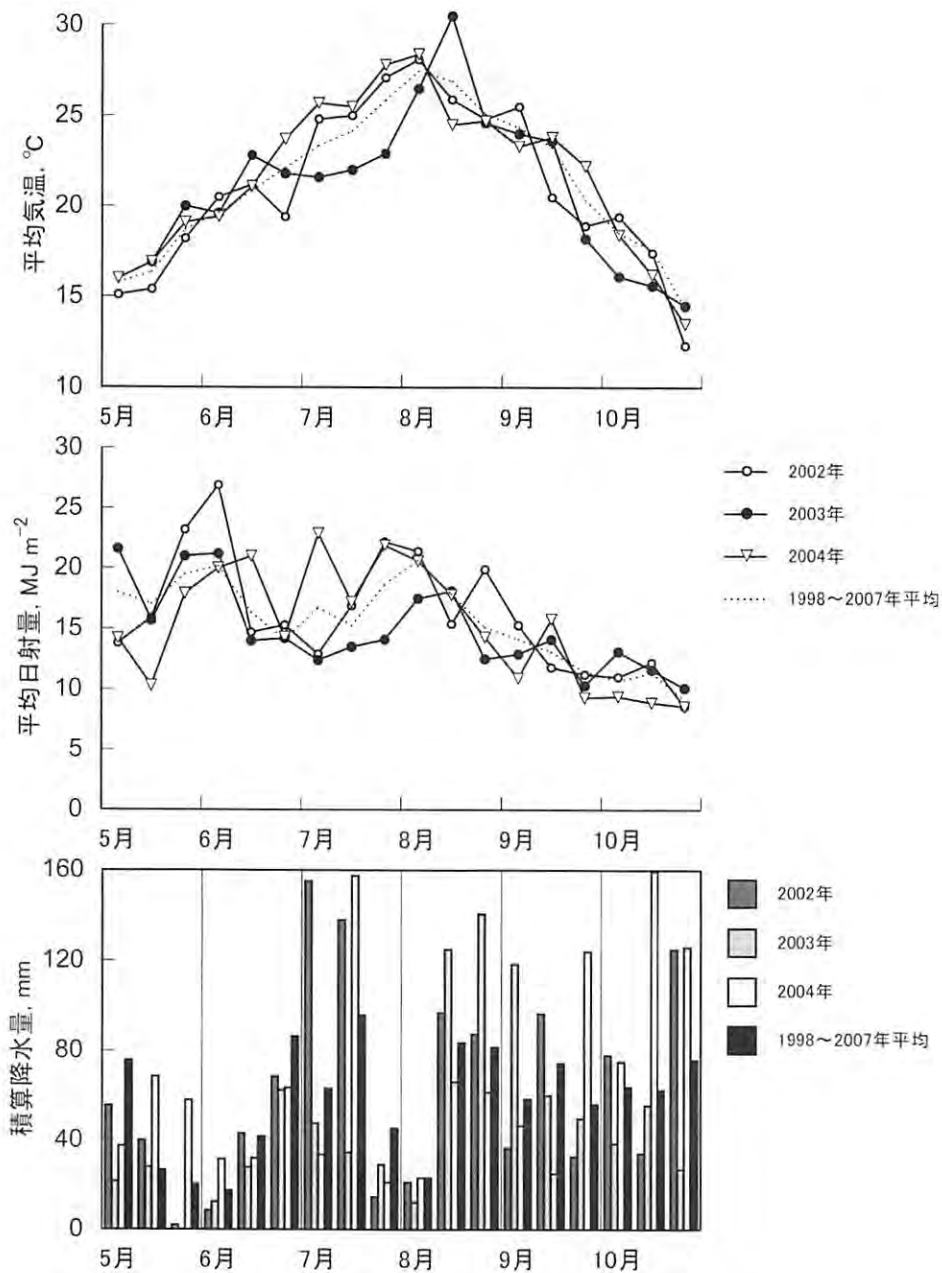 30
25
20
15
10
平均気温, °C
5月 6月 7月 8月 9月 10月
30
25
20
15
10
5
0
平均日射量, MJ m⁻²
5月 6月 7月 8月 9月 10月
2002年
2003年
2004年
1998〜2007年平均
160
120
80
40
0
積算降水量, mm
5月 6月 7月 8月 9月 10月
2002年
2003年
2004年
1998〜2007年平均